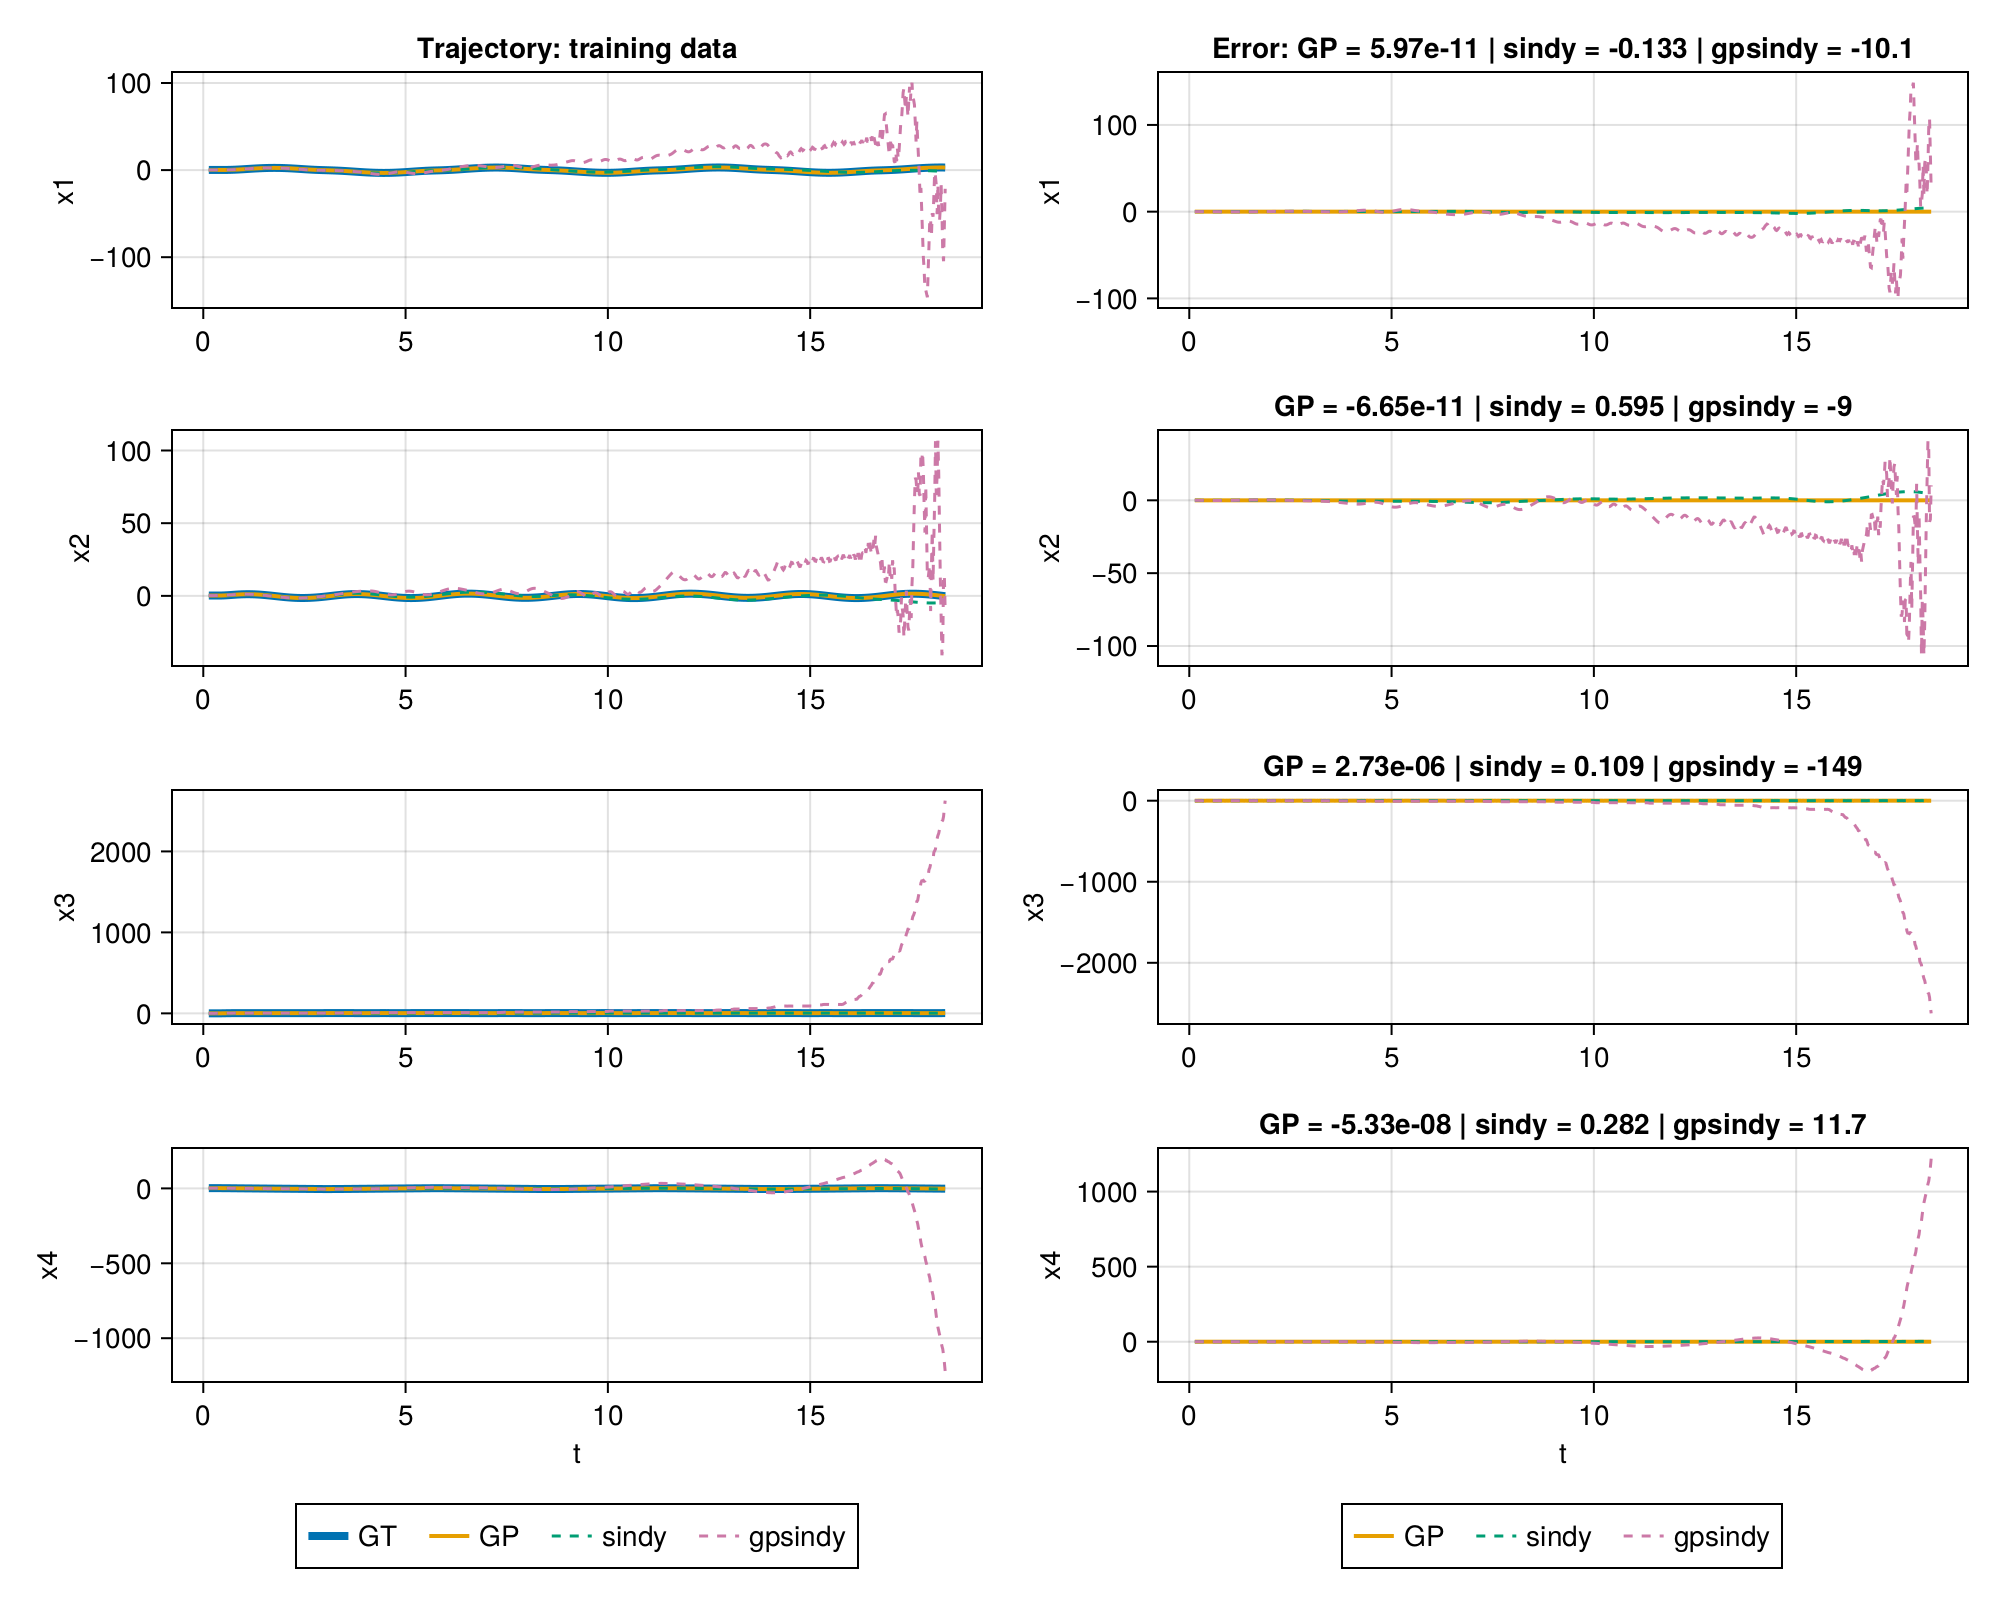 Trajectory: training data
100
0
−100
x1
0 5 10 15
Error: GP = 5.97e-11 | sindy = -0.133 | gpsindy = -10.1
100
0
−100
x1
0 5 10 15
100
50
0
x2
0 5 10 15
GP = -6.65e-11 | sindy = 0.595 | gpsindy = -9
0
−50
−100
x2
0 5 10 15
2000
1000
0
x3
0 5 10 15
GP = 2.73e-06 | sindy = 0.109 | gpsindy = -149
0
−1000
−2000
x3
0 5 10 15
0
−500
−1000
x4
0 5 10 15
t
GP = -5.33e-08 | sindy = 0.282 | gpsindy = 11.7
1000
500
0
x4
0 5 10 15
t
GT GP sindy gpsindy
GP sindy gpsindy